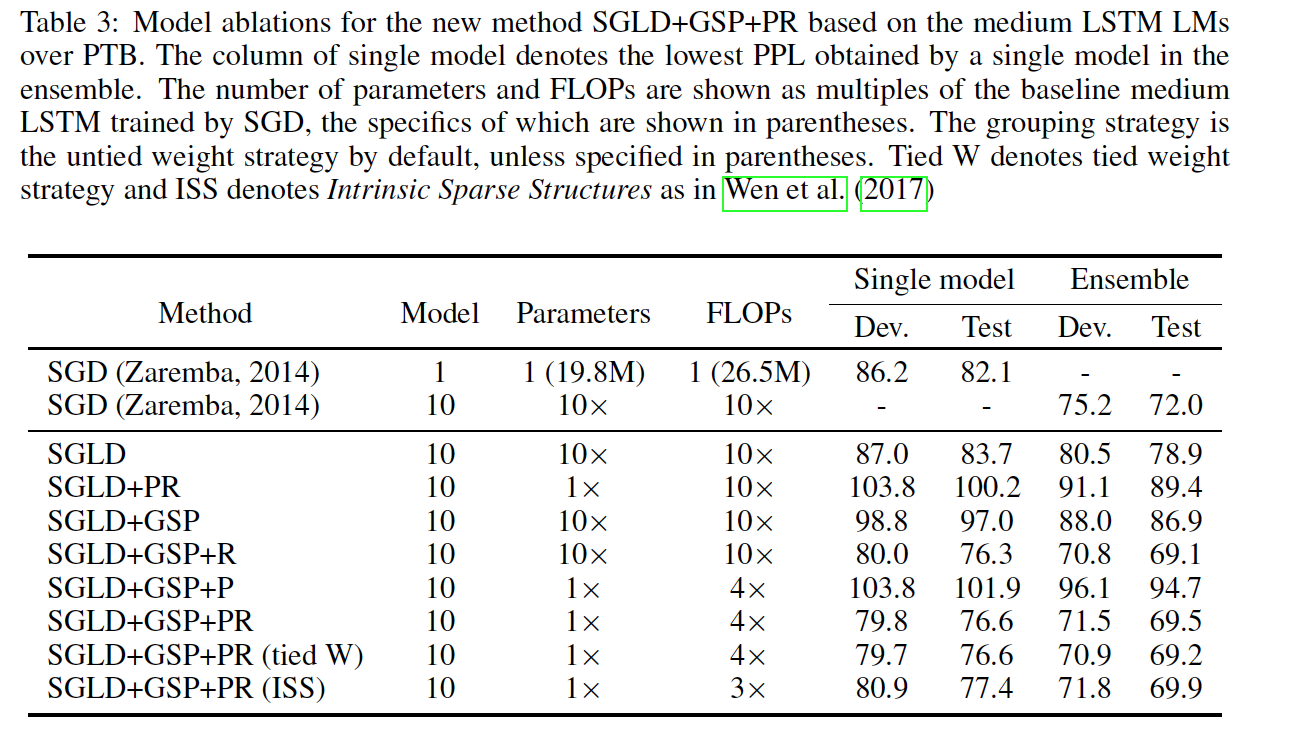 Table 3: Model ablations for the new method SGLD+GSP+PR based on the medium LSTM LMs
over PTB. The column of single model denotes the lowest PPL obtained by a single model in the
ensemble. The number of parameters and FLOPs are shown as multiples of the baseline medium
LSTM trained by SGD, the specifics of which are shown in parentheses. The grouping strategy is
the untied weight strategy by default, unless specified in parentheses. Tied W denotes tied weight
strategy and ISS denotes Intrinsic Sparse Structures as in Wen et al. (2017)
Single model Ensemble
Method Model Parameters FLOPs
Dev. Test Dev. Test
SGD (Zaremba, 2014) 1 1 (19.8M) 1 (26.5M) 86.2 82.1 - -
SGD (Zaremba, 2014) 10 10× 10× - - 75.2 72.0
SGLD 10 10× 10× 87.0 83.7 80.5 78.9
SGLD+PR 10 1× 10× 103.8 100.2 91.1 89.4
SGLD+GSP 10 10× 10× 98.8 97.0 88.0 86.9
SGLD+GSP+R 10 10× 10× 80.0 76.3 70.8 69.1
SGLD+GSP+P 10 1× 4× 103.8 101.9 96.1 94.7
SGLD+GSP+PR 10 1× 4× 79.8 76.6 71.5 69.5
SGLD+GSP+PR (tied W) 10 1× 4× 79.7 76.6 70.9 69.2
SGLD+GSP+PR (ISS) 10 1× 3× 80.9 77.4 71.8 69.9